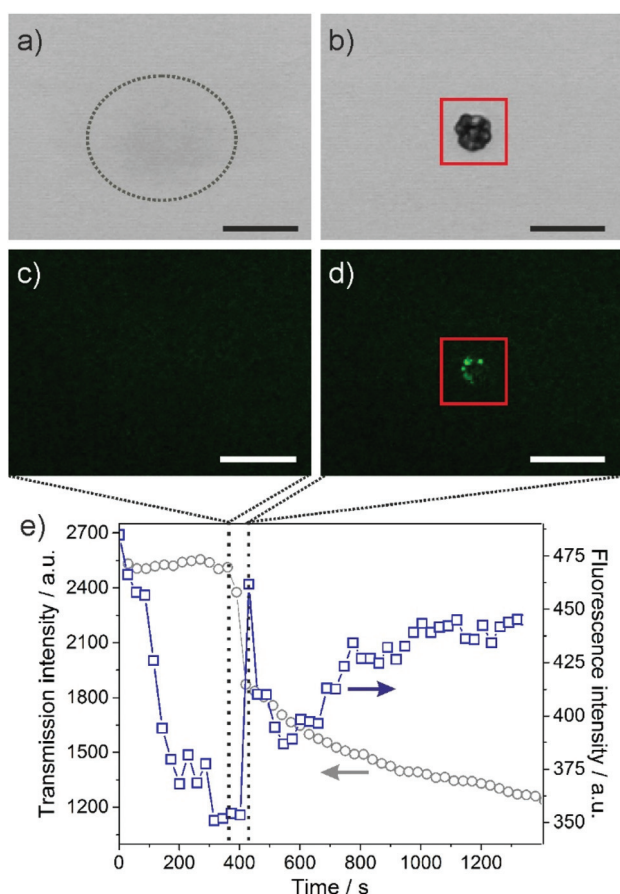 a)
b)
c)
d)
e)
2700
2400
2100
1800
1500
1200
Transmission intensity / a.u.
475
450
425
400
375
350
Fluorescence intensity / a.u.
0 200 400 600 800 1000 1200
Time / s